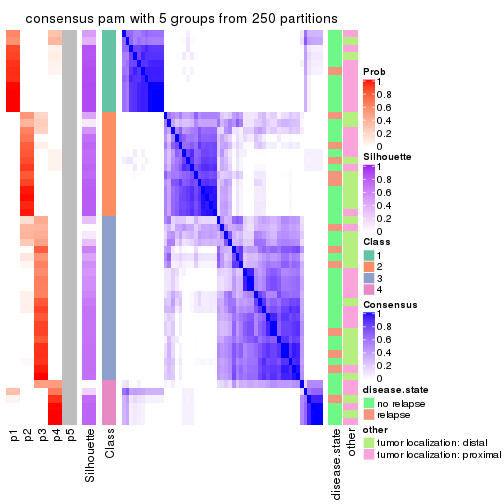 consensus pam with 5 groups from 250 partitions
Prob
1
0.8
0.6
0.4
0.2
0
Silhouette
1
0.8
0.6
0.4
0.2
0
Class
1
2
3
4
Consensus
1
0.8
0.6
0.4
0.2
0
disease.state
no relapse
relapse
other
tumor localization: distal
tumor localization: proximal
p1
p2
p3
p4
p5
Silhouette
Class
disease.state
other